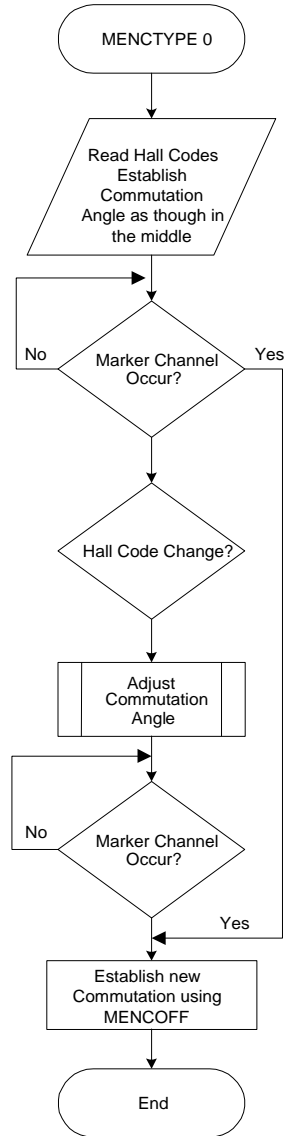 MENCTYPE 0
Read Hall Codes
Establish
Commutation
Angle as though in
the middle
No
Marker Channel
Occur?
Yes
Hall Code Change?
Adjust
Commutation
Angle
No
Marker Channel
Occur?
Yes
Establish new
Commutation using
MENCOFF
End